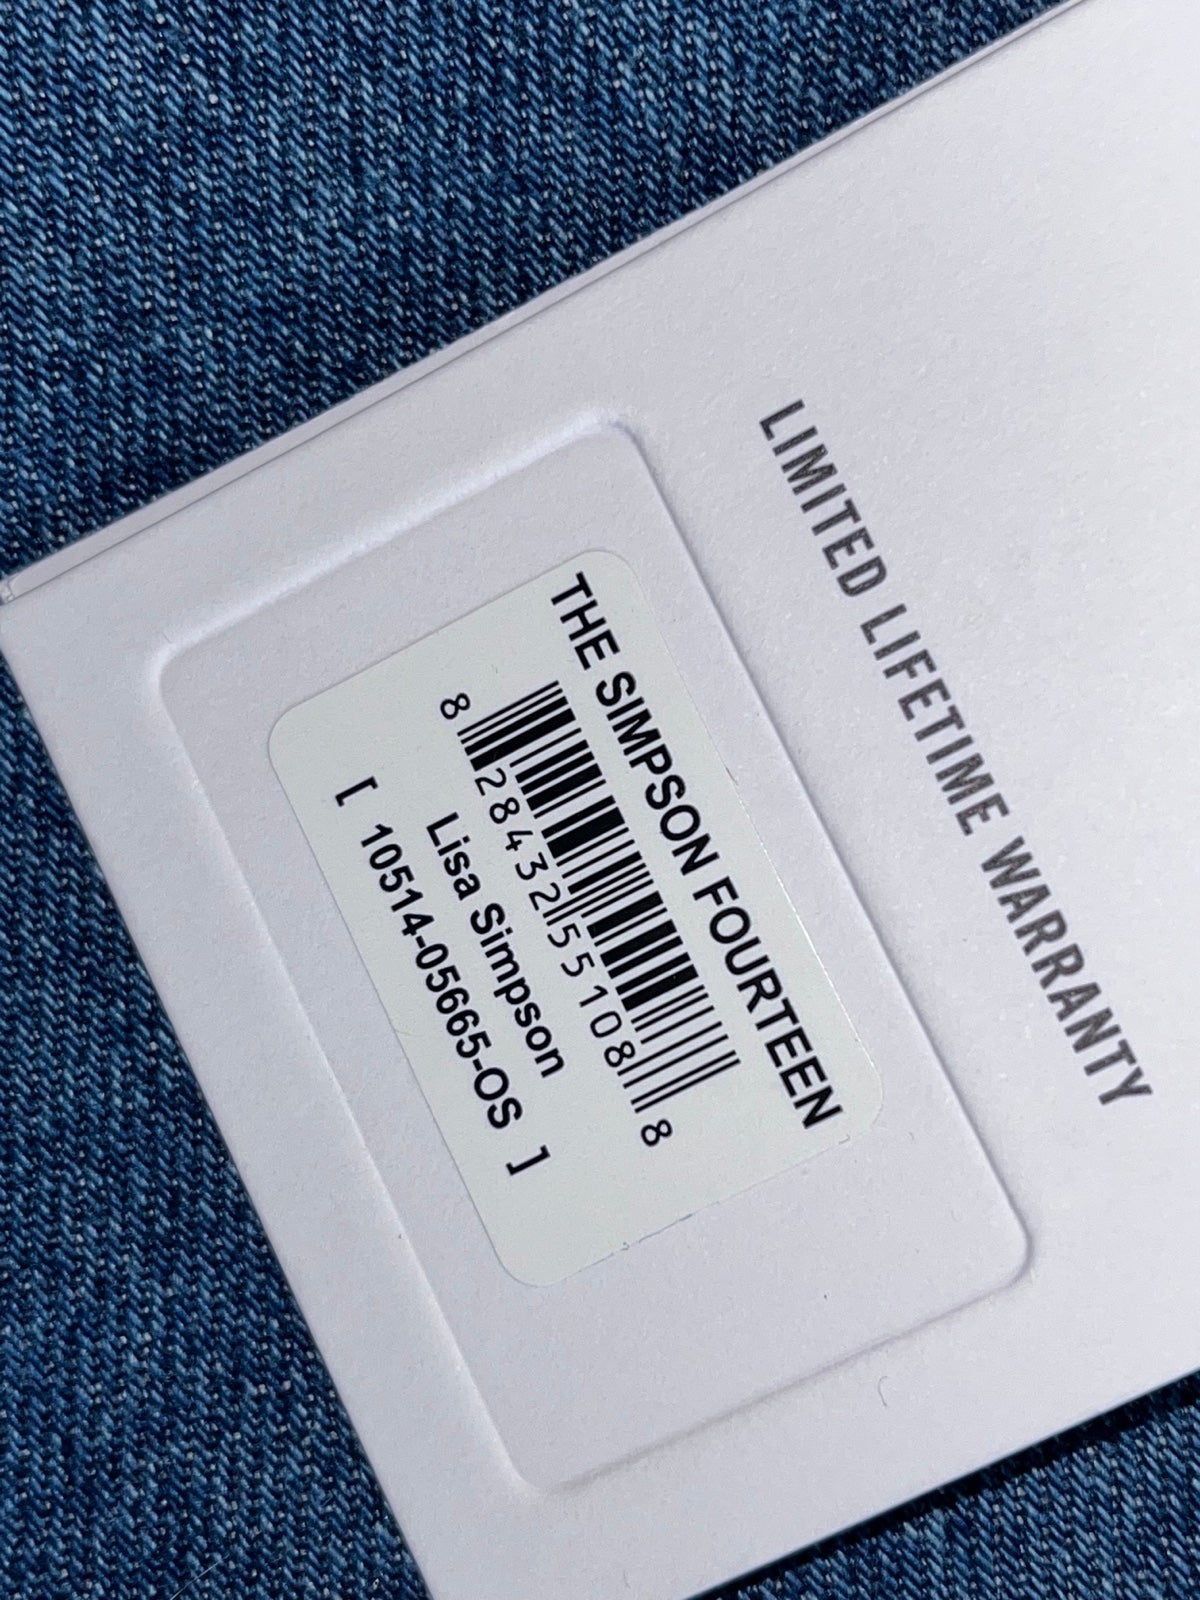 LIMITED LIFETIME WARRANTY
THE SIMPSON FOURTEEN
8 28432 55108 8
Lisa Simpson
[ 10514-05665-OS ]